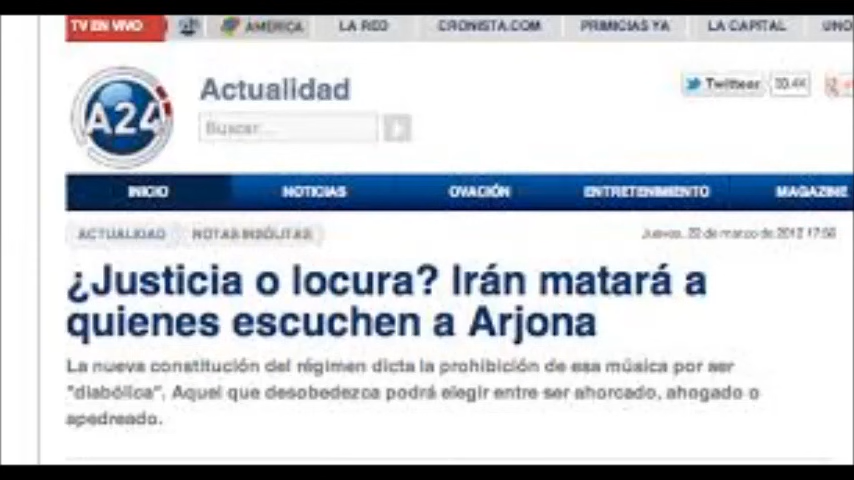 TV EN VIVO
AMERICA
LA RED
CRONISTA.COM
PRIMICIAS YA
LA CAPITAL
UNO
A24
Actualidad
Buscar...
Twittear
INICIO
NOTICIAS
OVACIÓN
ENTRETENIMIENTO
MAGAZINE
ACTUALIDAD
NOTAS INSÓLITAS
Jueves, 22 de marzo de 2012
¿Justicia o locura? Irán matará a
quienes escuchen a Arjona
La nueva constitución del régimen dicta la prohibición de esa música por ser
"diabólica". Aquel que desobedezca podrá elegir entre ser ahorcado, ahogado o
apedreado.